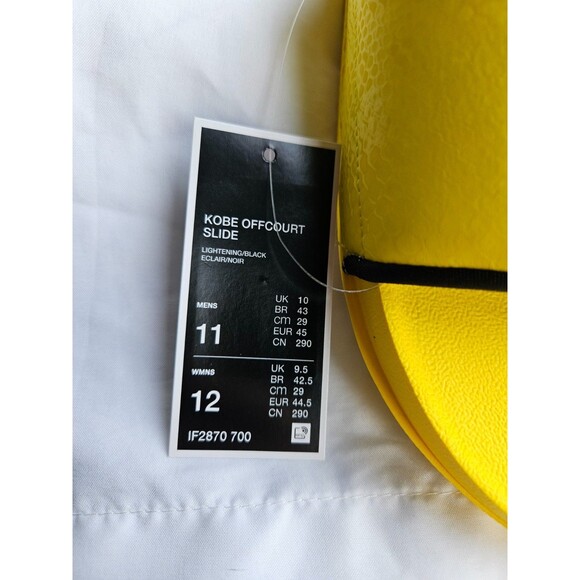 KOBE OFFCOURT
SLIDE
LIGHTENING/BLACK
ECLAIR/NOIR
MENS
11
UK 10
BR 43
CM 29
EUR 45
CN 290
WMNS
12
UK 9.5
BR 42.5
CM 29
EUR 44.5
CN 290
IF2870 700